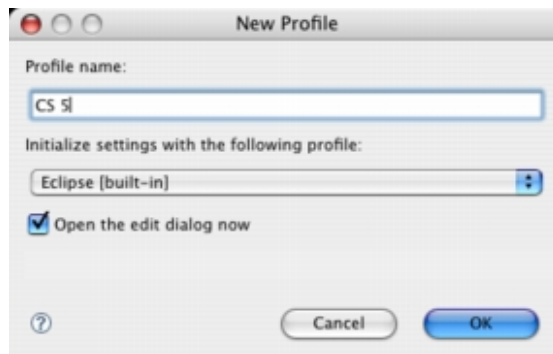 New Profile
Profile name:
CS 5
Initialize settings with the following profile:
Eclipse [built-in]
Open the edit dialog now
?
Cancel
OK